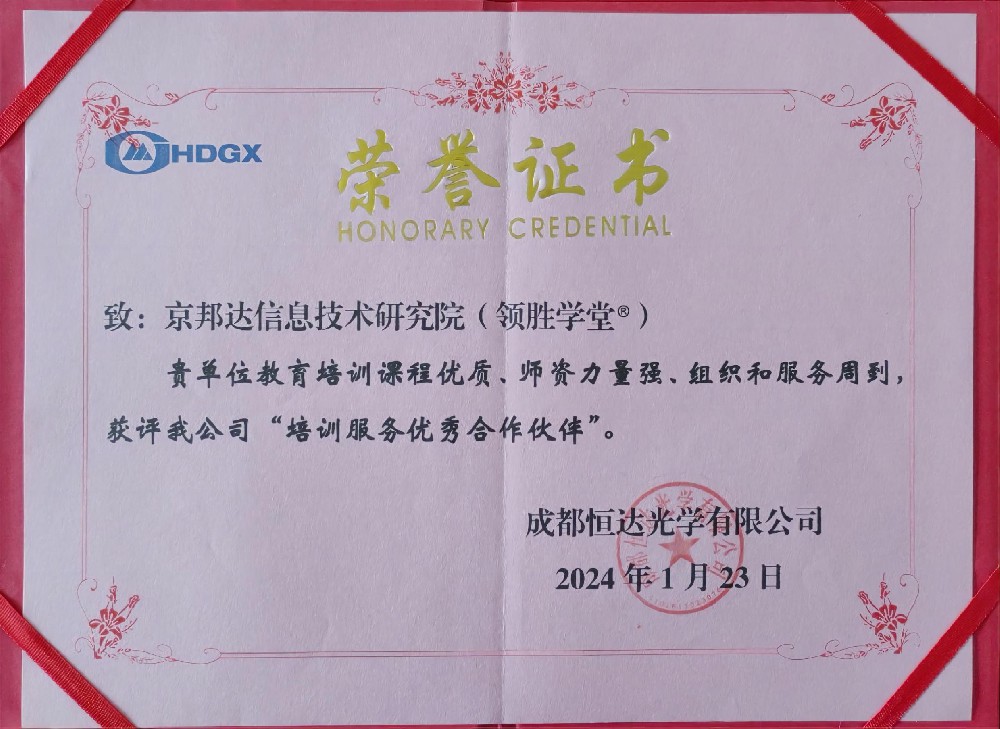 HDGX
荣誉证书
HONORARY CREDENTIAL
致：京邦达信息技术研究院（领胜学堂®）
贵单位教育培训课程优质、师资力量强、组织和服务周到，
获评我公司“培训服务优秀合作伙伴”。
成都恒达光学有限公司
2024年1月23日